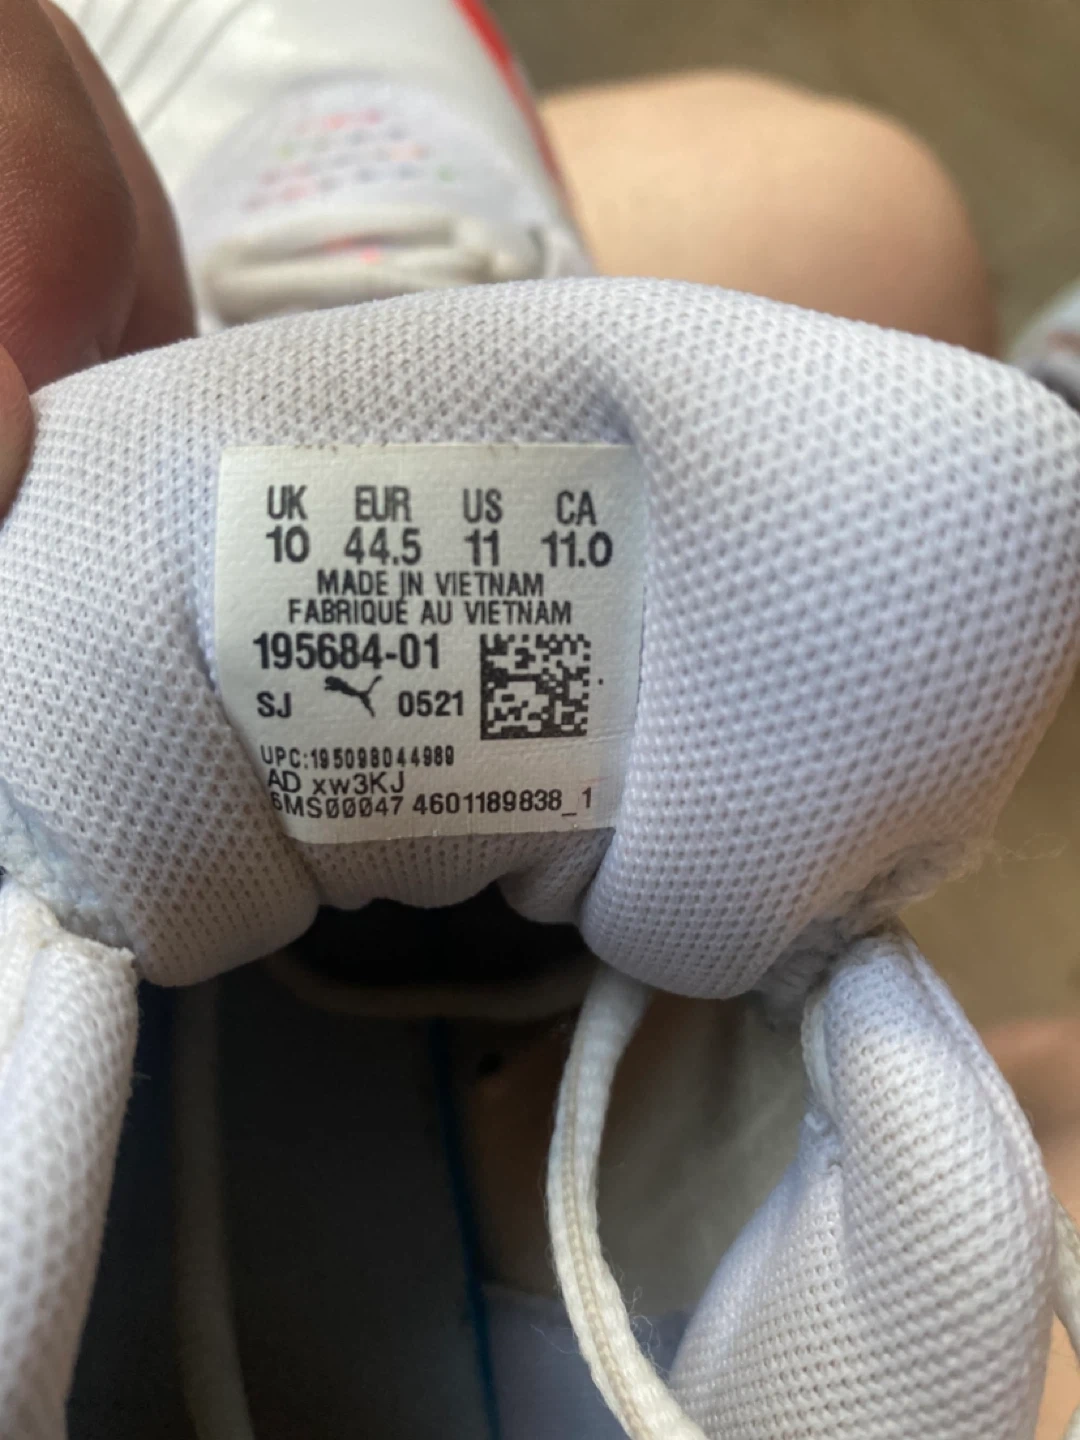 UK EUR US CA
10 44.5 11 11.0
MADE IN VIETNAM
FABRIQUÉ AU VIETNAM
195684-01
SJ 0521
UPC:195098044989
AD xw3KJ
6MS00047 4601189838_1